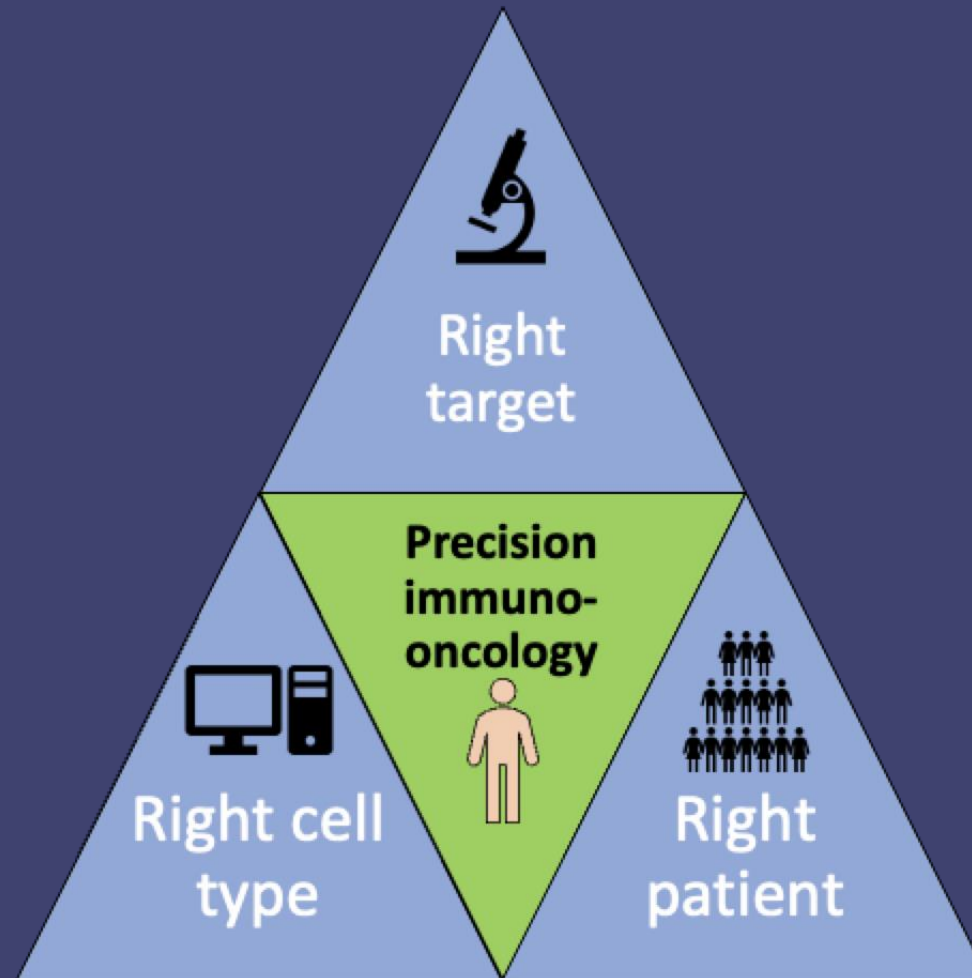 Right
target
Precision
immuno-
oncology
Right cell
type
Right
patient